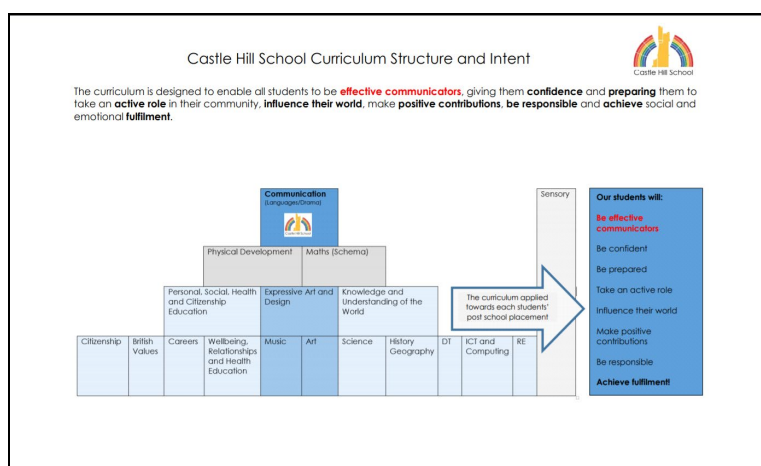 Castle Hill School Curriculum Structure and Intent
Castle Hill School
The curriculum is designed to enable all students to be effective communicators, giving them confidence and preparing them to
take an active role in their community, influence their world, make positive contributions, be responsible and achieve social and
emotional fulfilment.
Communication
(Languages/Drama)
Castle Hill School
Sensory
Physical Development
Maths (Schema)
Personal, Social, Health
and Citizenship
Education
Expressive Art and
Design
Knowledge and
Understanding of the
World
Citizenship
British
Values
Careers
Wellbeing,
Relationships
and Health
Education
Music
Art
Science
History
Geography
DT
ICT and
Computing
RE
The curriculum applied
towards each students'
post school placement
Our students will:
Be effective
communicators
Be confident
Be prepared
Take an active role
Influence their world
Make positive
contributions
Be responsible
Achieve fulfilment!